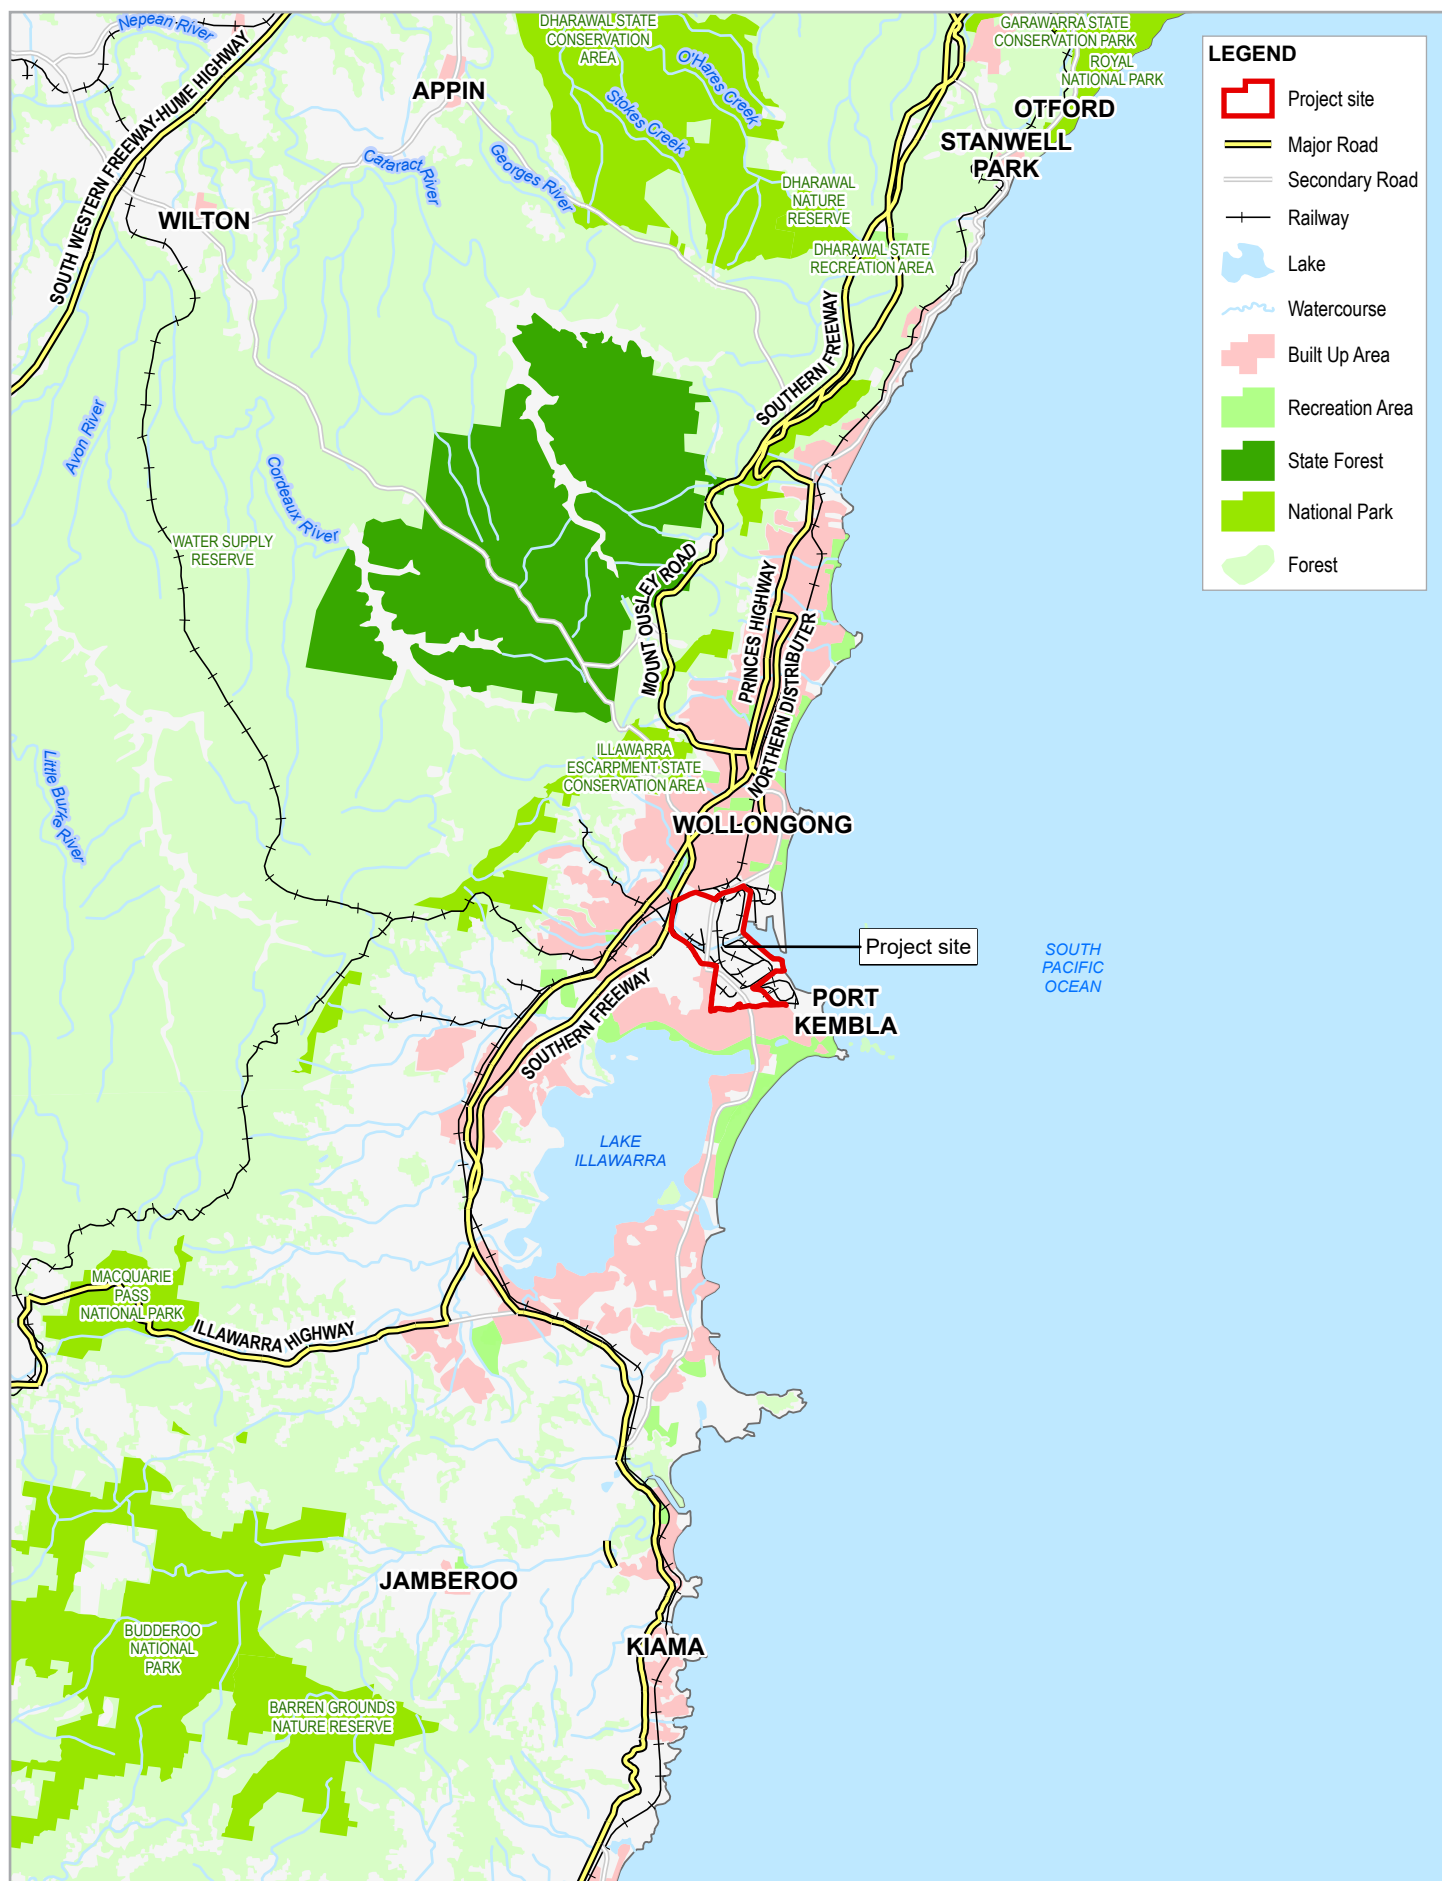 Nepean River
DHARAWAL STATE
CONSERVATION
AREA
GARAWARRA STATE
CONSERVATION PARK
ROYAL
NATIONAL PARK
LEGEND
Project site
Major Road
Secondary Road
Railway
Lake
Watercourse
Built Up Area
Recreation Area
State Forest
National Park
Forest
SOUTH WESTERN FREEWAY-HUME HIGHWAY
APPIN
O'Hares Creek
Stokes Creek
OTFORD
STANWELL
PARK
Cataract River
Georges River
DHARAWAL
NATURE
RESERVE
WILTON
DHARAWAL STATE
RECREATION AREA
SOUTHERN FREEWAY
Avon River
Cordeaux River
WATER SUPPLY
RESERVE
MOUNT OUSLEY ROAD
PRINCES HIGHWAY
NORTHERN DISTRIBUTER
ILLAWARRA
ESCARPMENT STATE
CONSERVATION AREA
Little Burke River
WOLLONGONG
Project site
SOUTH
PACIFIC
OCEAN
PORT
KEMBLA
SOUTHERN FREEWAY
LAKE
ILLAWARRA
MACQUARIE
PASS
NATIONAL PARK
ILLAWARRA HIGHWAY
JAMBEROO
BUDDEROO
NATIONAL
PARK
KIAMA
BARREN GROUNDS
NATURE RESERVE